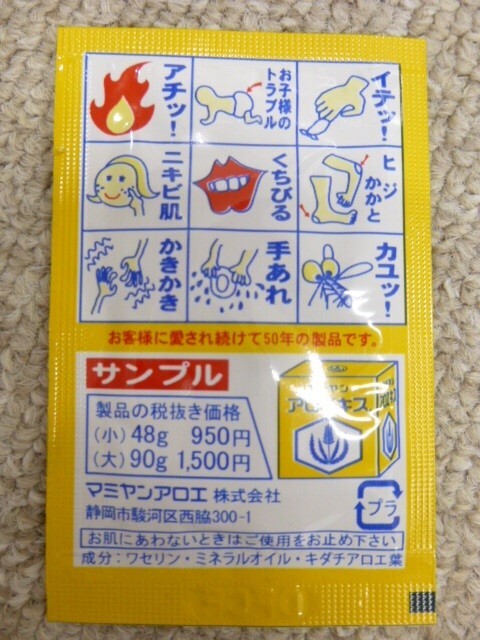 アチッ！
お子様の
トラブル
イテッ！
ニキビ肌
くちびる
ヒジ
かかと
かきかき
手あれ
カユッ！
お客様に愛され続けて50年の製品です。
サンプル
製品の税抜き価格
(小) 48g 950円
(大) 90g 1,500円
アロエキス
マミヤンアロエ 株式会社
静岡市駿河区西脇300-1
プラ
お肌にあわないときはご使用をお止め下さい
成分：ワセリン・ミネラルオイル・キダチアロエ葉